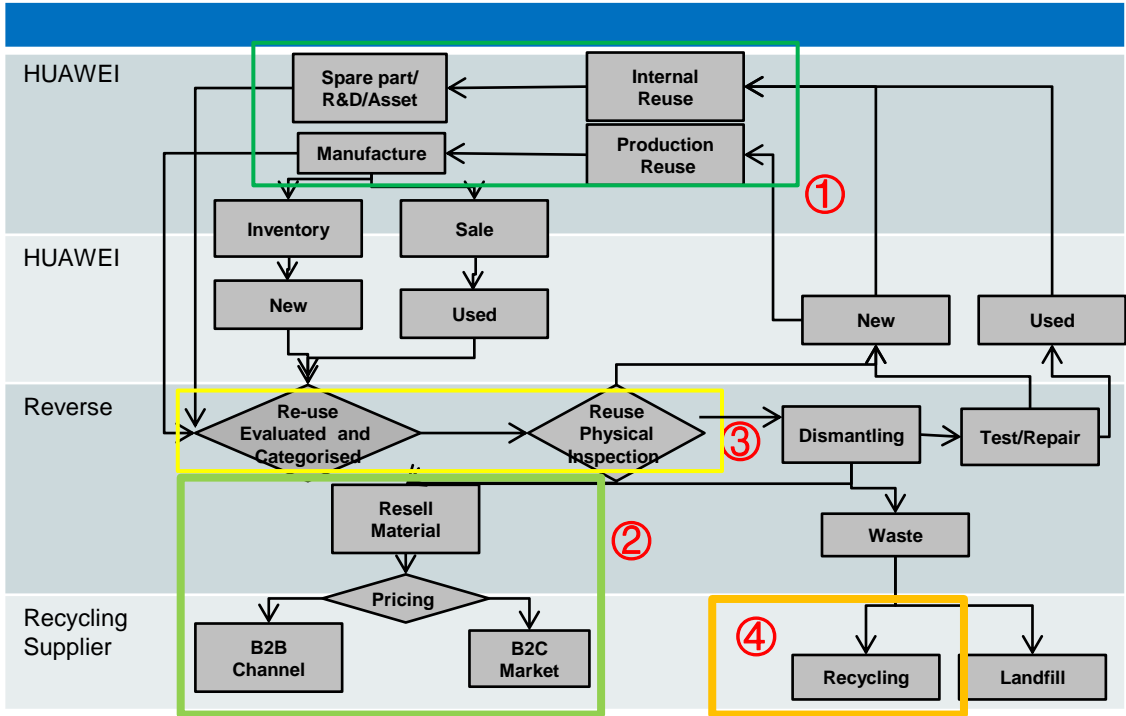 HUAWEI
Spare part/
R&D/Asset
Internal
Reuse
Manufacture
Production
Reuse
①
Inventory
Sale
HUAWEI
New
Used
New
Used
Reverse
Re-use
Evaluated and
Categorised
Reuse
Physical
Inspection
③
Dismantling
Test/Repair
Resell
Material
②
Waste
Pricing
Recycling
Supplier
B2B
Channel
B2C
Market
④
Recycling
Landfill